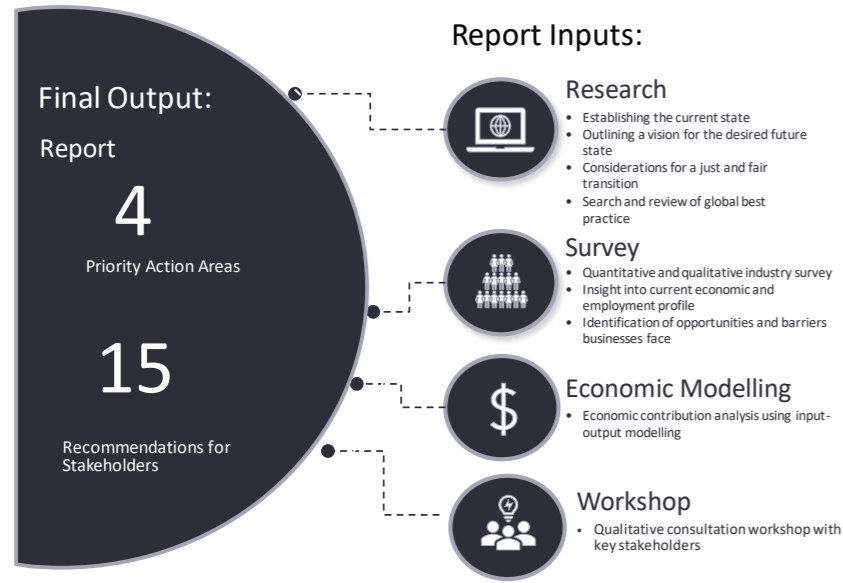 Report Inputs:
Final Output:
Report
4
Priority Action Areas
15
Recommendations for
Stakeholders
Research
• Establishing the current state
• Outlining a vision for the desired future
state
• Considerations for a just and fair
transition
• Search and review of global best
practice
Survey
• Quantitative and qualitative industry survey
• Insight into current economic and
employment profile
• Identification of opportunities and barriers
businesses face
$
Economic Modelling
• Economic contribution analysis using input-
output modelling
Workshop
• Qualitative consultation workshop with
key stakeholders